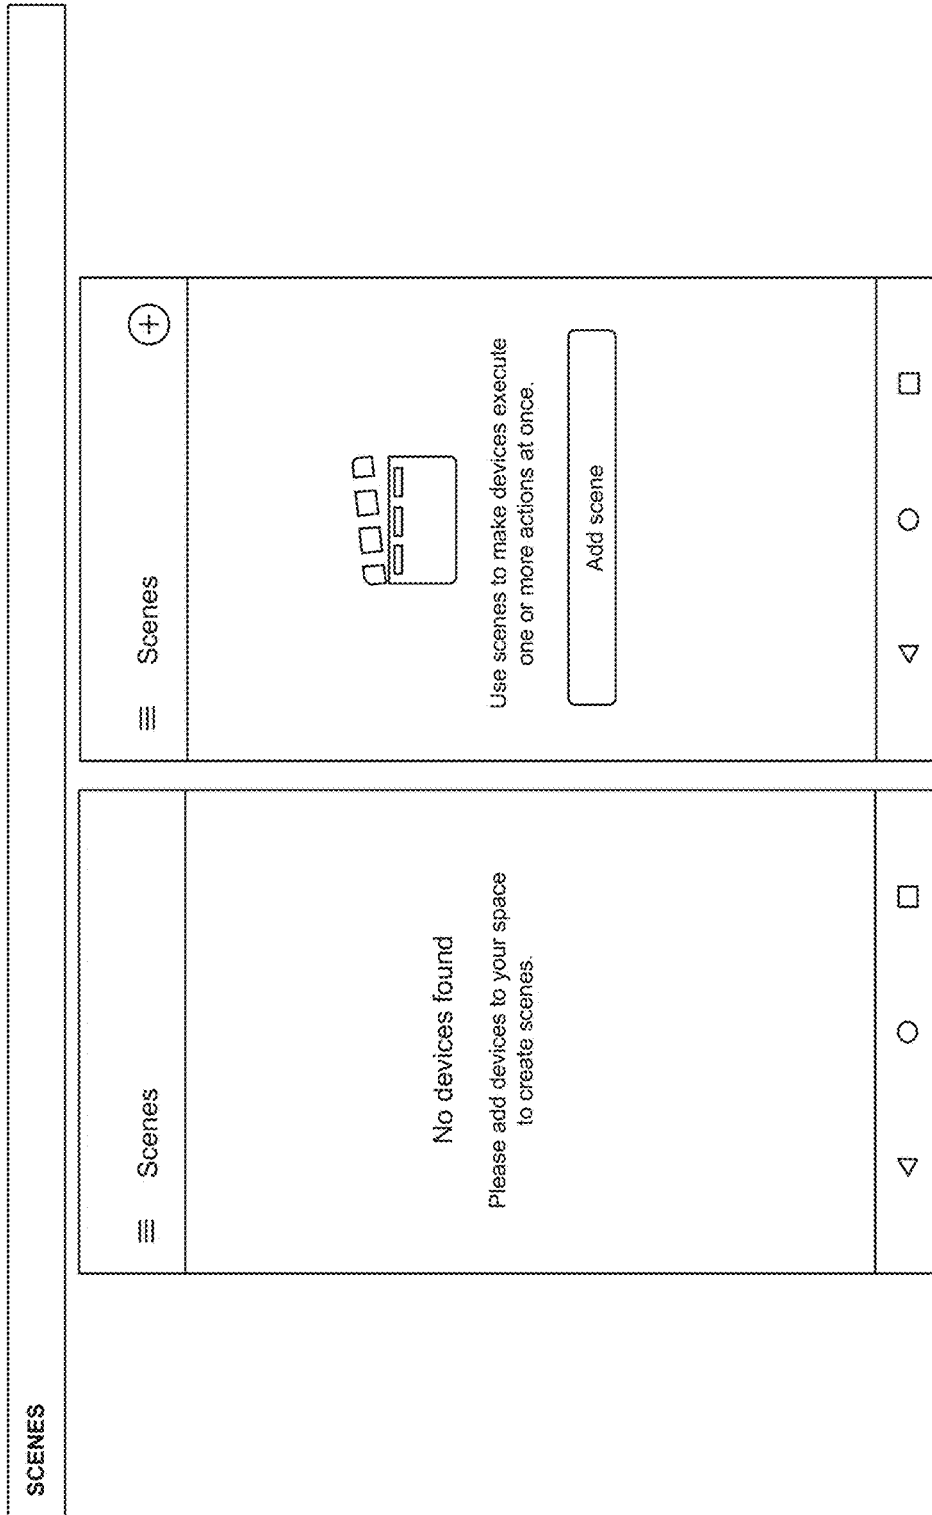 SCENES
Scenes
No devices found
Please add devices to your space
to create scenes.
Scenes
Use scenes to make devices execute
one or more actions at once.
Add scene